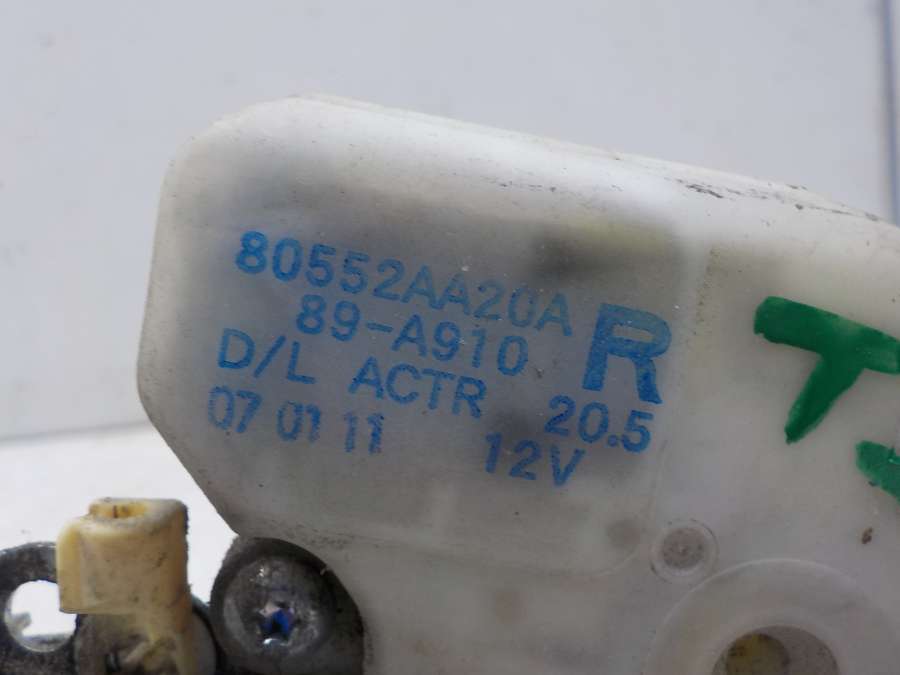 80552AA20A
89-A910 R
D/L ACTR 20.5
07 01 11 12V